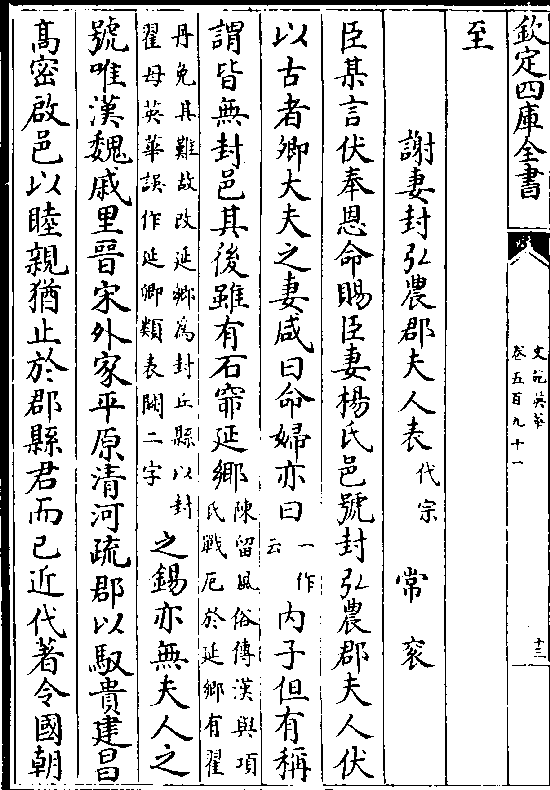 欽定四庫全書
文苑英華
卷五百九十一
十三
至
謝妻封弘農郡夫人表代宗 常衮
臣某言伏奉恩命賜臣妻楊氏邑號封弘農郡夫人伏
以古者卿大夫之妻咸曰命婦亦曰一作云内子但有稱
謂皆無封邑其後雖有石窌延鄉陳留風俗傳漢與項氏戰厄於延鄉有翟
丹免其難故改延鄉為封丘縣以封翟母英華誤作延卿類表闕二字之錫亦無夫人之
號唯漢魏戚里晉宋外家平原清河疏郡以馭貴建昌
髙密啟邑以睦親猶止於郡縣君而已近代著令國朝